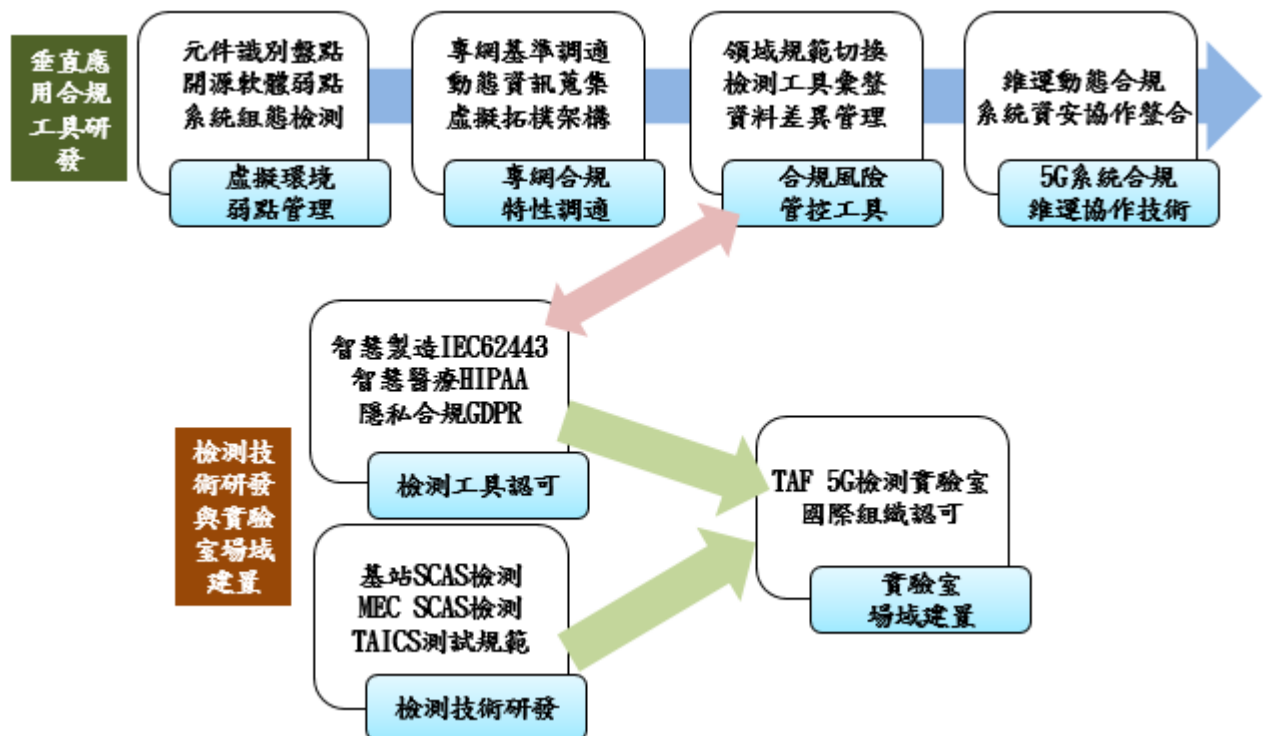 垂直應
用合規
工具研
發
元件識別盤點
開源軟體弱點
系統組態檢測
虛擬環境
弱點管理
專網基準調適
動態資訊蒐集
虛擬拓樸架構
專網合規
特性調適
領域規範切換
檢測工具彙整
資料差異管理
合規風險
管控工具
維運動態合規
系統資安協作整合
5G系統合規
維運協作技術
檢測技
術研發
與實驗
室場域
建置
智慧製造IEC62443
智慧醫療HIPAA
隱私合規GDPR
檢測工具認可
基站SCAS檢測
MEC SCAS檢測
TAICS測試規範
檢測技術研發
TAF 5G檢測實驗室
國際組織認可
實驗室
場域建置